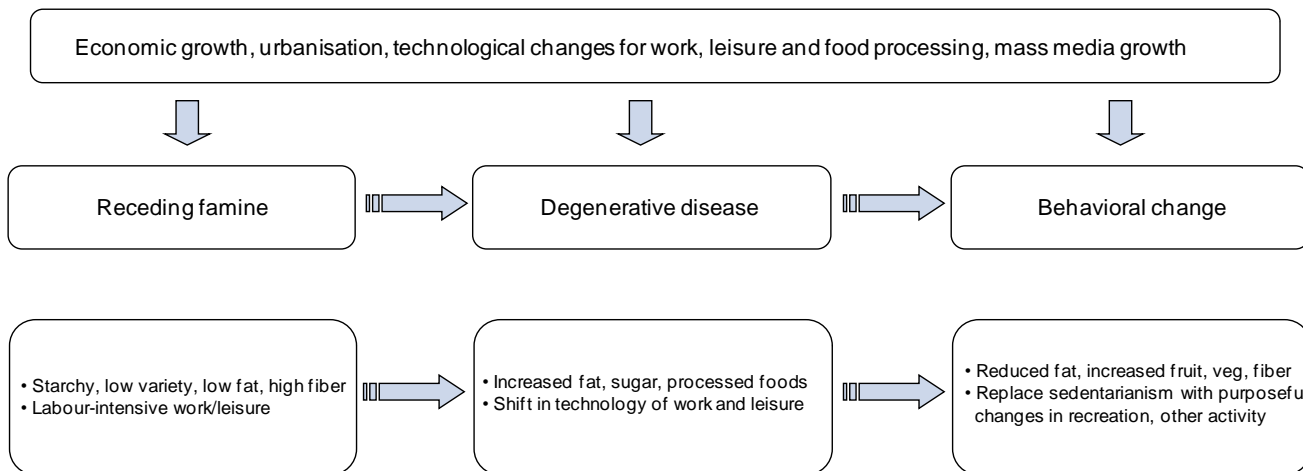 Economic growth, urbanisation, technological changes for work, leisure and food processing, mass media growth
Receding famine
Degenerative disease
Behavioral change
• Starchy, low variety, low fat, high fiber
• Labour-intensive work/leisure
• Increased fat, sugar, processed foods
• Shift in technology of work and leisure
• Reduced fat, increased fruit, veg, fiber
• Replace sedentarianism with purposefu
changes in recreation, other activity